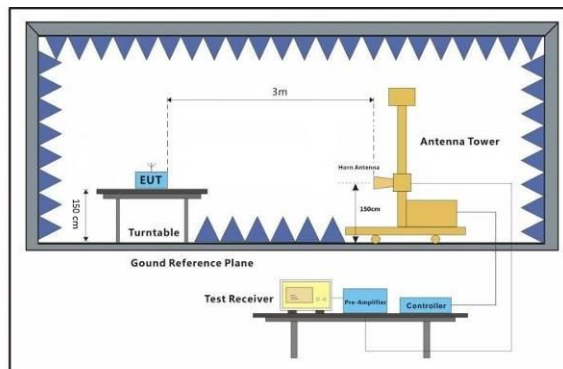 3m
Antenna Tower
Horn Antenna
EUT
150 cm
150cm
Turntable
Gound Reference Plane
Test Receiver
Pre-Amplifier
Controller